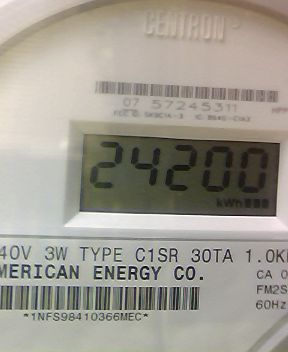 CENTRON
07 57245311
24200
kWh
40V 3W TYPE C1SR 30TA 1.0K
MERICAN ENERGY CO.
CA 0
FM2S
60Hz
*1NFS98410366MEC*